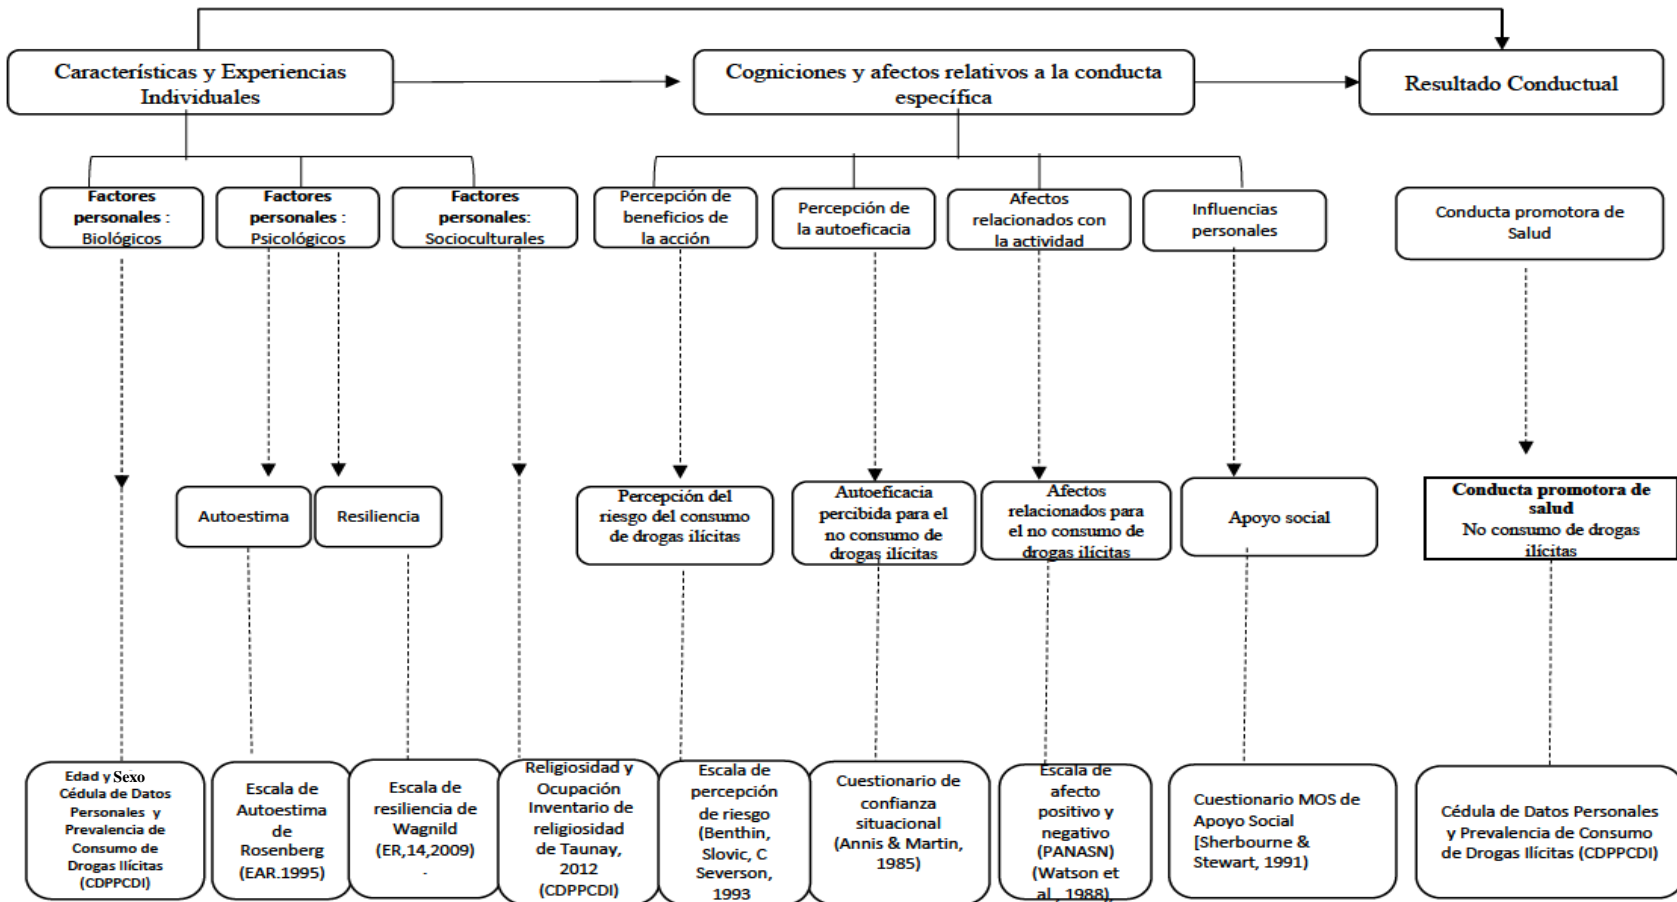 Características y Experiencias
Individuales
Cogniciones y afectos relativos a la conducta
específica
Resultado Conductual
Factores
personales :
Biológicos
Factores
personales :
Psicológicos
Factores
personales:
Socioculturales
Percepción de
beneficios de
la acción
Percepción de
la autoeficacia
Afectos
relacionados con
la actividad
Influencias
personales
Conducta promotora de
Salud
Autoestima
Resiliencia
Percepción del
riesgo del consumo
de drogas ilícitas
Autoeficacia
percibida para el
no consumo de
drogas ilícitas
Afectos
relacionados para
el no consumo de
drogas ilícitas
Apoyo social
Conducta promotora de
salud
No consumo de drogas
ilícitas
Edad y Sexo
Cédula de Datos
Personales y
Prevalencia de
Consumo de
Drogas Ilícitas
(CDPPCDI)
Escala de
Autoestima
de
Rosenberg
(EAR.1995)
Escala de
resiliencia de
Wagnild
(ER,14,2009)
.
Religiosidad y
Ocupación
Inventario de
religiosidad
de Taunay,
2012
(CDPPCDI)
Escala de
percepción
de riesgo
(Benthin,
Slovic, C
Severson,
1993
Cuestionario de
confianza
situacional
(Annis & Martin,
1985)
Escala de
afecto
positivo y
negativo
(PANASN)
(Watson et
al., 1988),
Cuestionario MOS de
Apoyo Social
[Sherbourne &
Stewart, 1991)
Cédula de Datos Personales
y Prevalencia de Consumo
de Drogas Ilícitas (CDPPCDI)